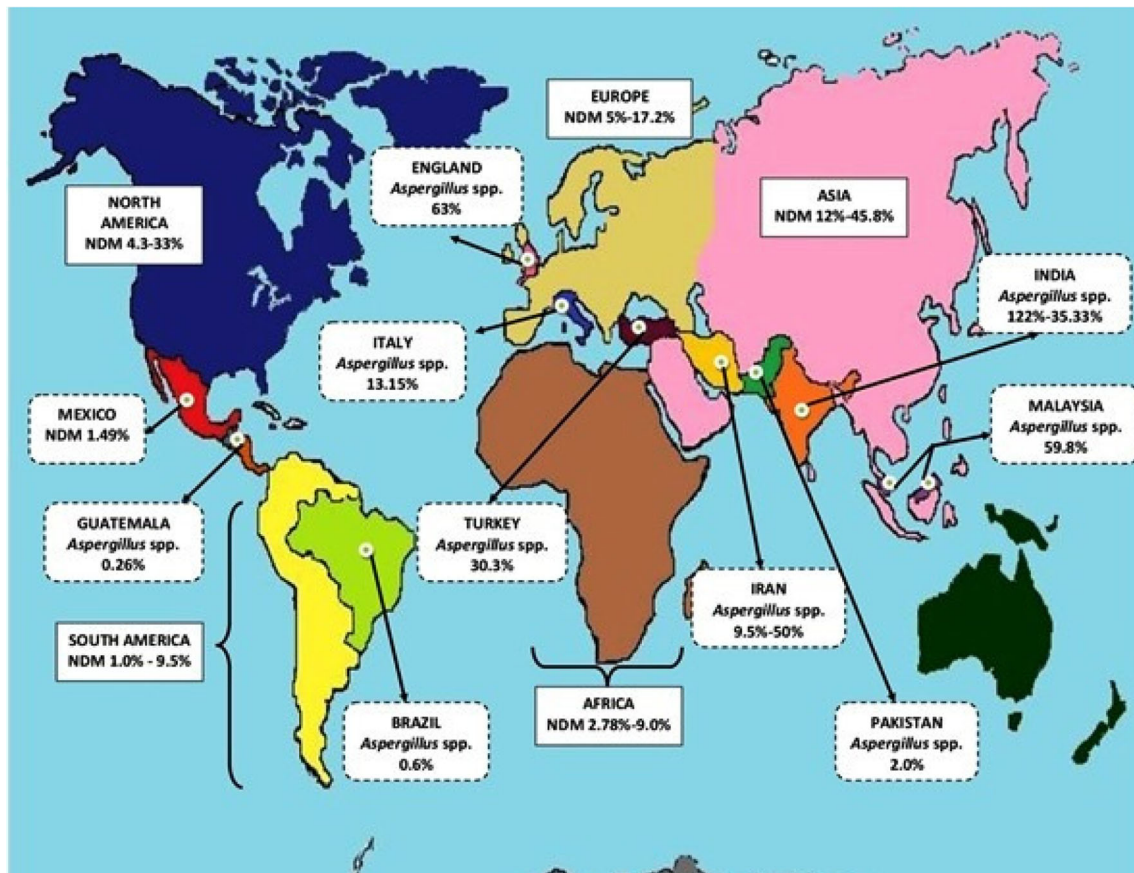 EUROPE
NDM 5%-17.2%
ENGLAND
Aspergillus spp.
63%
NORTH
AMERICA
NDM 4.3-33%
ASIA
NDM 12%-45.8%
INDIA
Aspergillus spp.
122%-35.33%
ITALY
Aspergillus spp.
13.15%
MEXICO
NDM 1.49%
MALAYSIA
Aspergillus spp.
59.8%
GUATEMALA
Aspergillus spp.
0.26%
TURKEY
Aspergillus spp.
30.3%
IRAN
Aspergillus spp.
9.5%-50%
SOUTH AMERICA
NDM 1.0% - 9.5%
BRAZIL
Aspergillus spp.
0.6%
AFRICA
NDM 2.78%-9.0%
PAKISTAN
Aspergillus spp.
2.0%